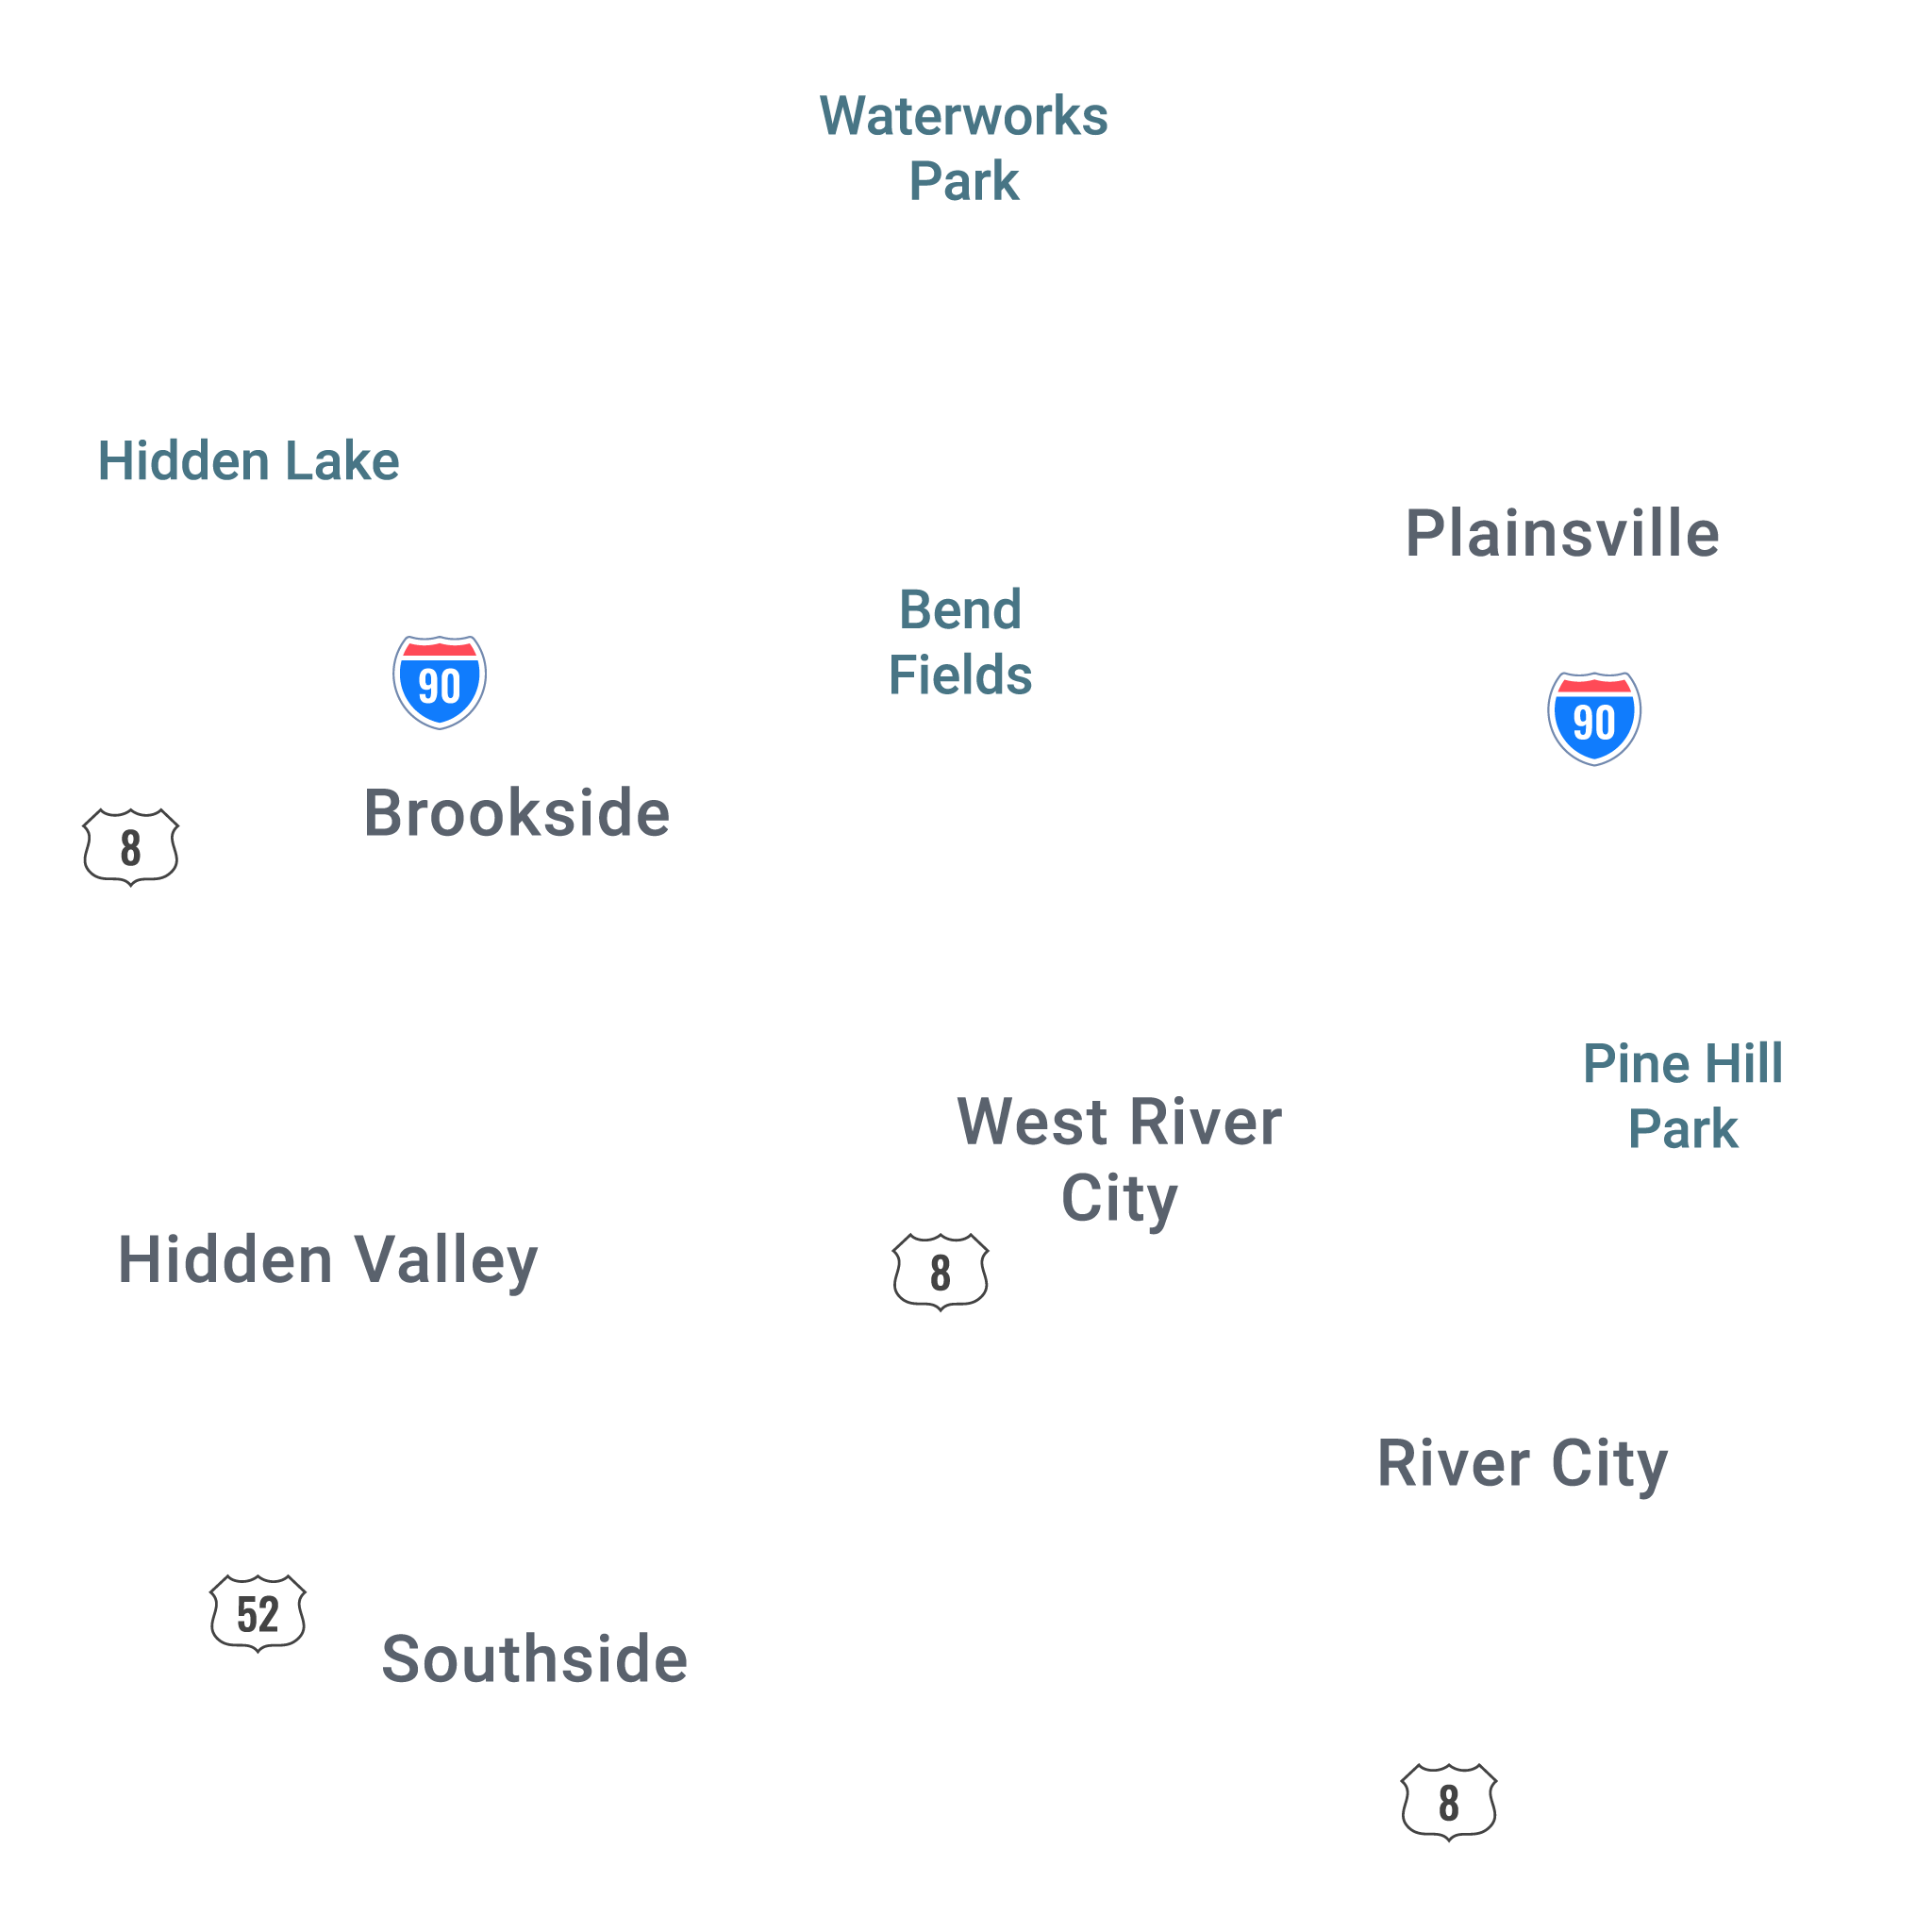 Waterworks
Park
Hidden Lake
Plainsville
Bend
Fields
90
90
Brookside
8
Pine Hill
Park
West River
City
Hidden Valley
8
River City
52
Southside
8